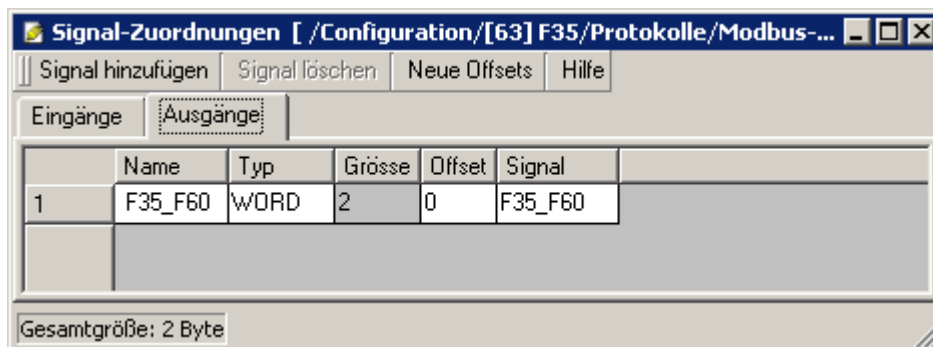 Signal-Zuordnungen [ /Configuration/[63] F35/Protokolle/Modbus-...
Signal hinzufügen Signal löschen Neue Offsets Hilfe
Eingänge Ausgänge
Name Typ Grösse Offset Signal
1 F35_F60 WORD 2 0 F35_F60
Gesamtgröße: 2 Byte